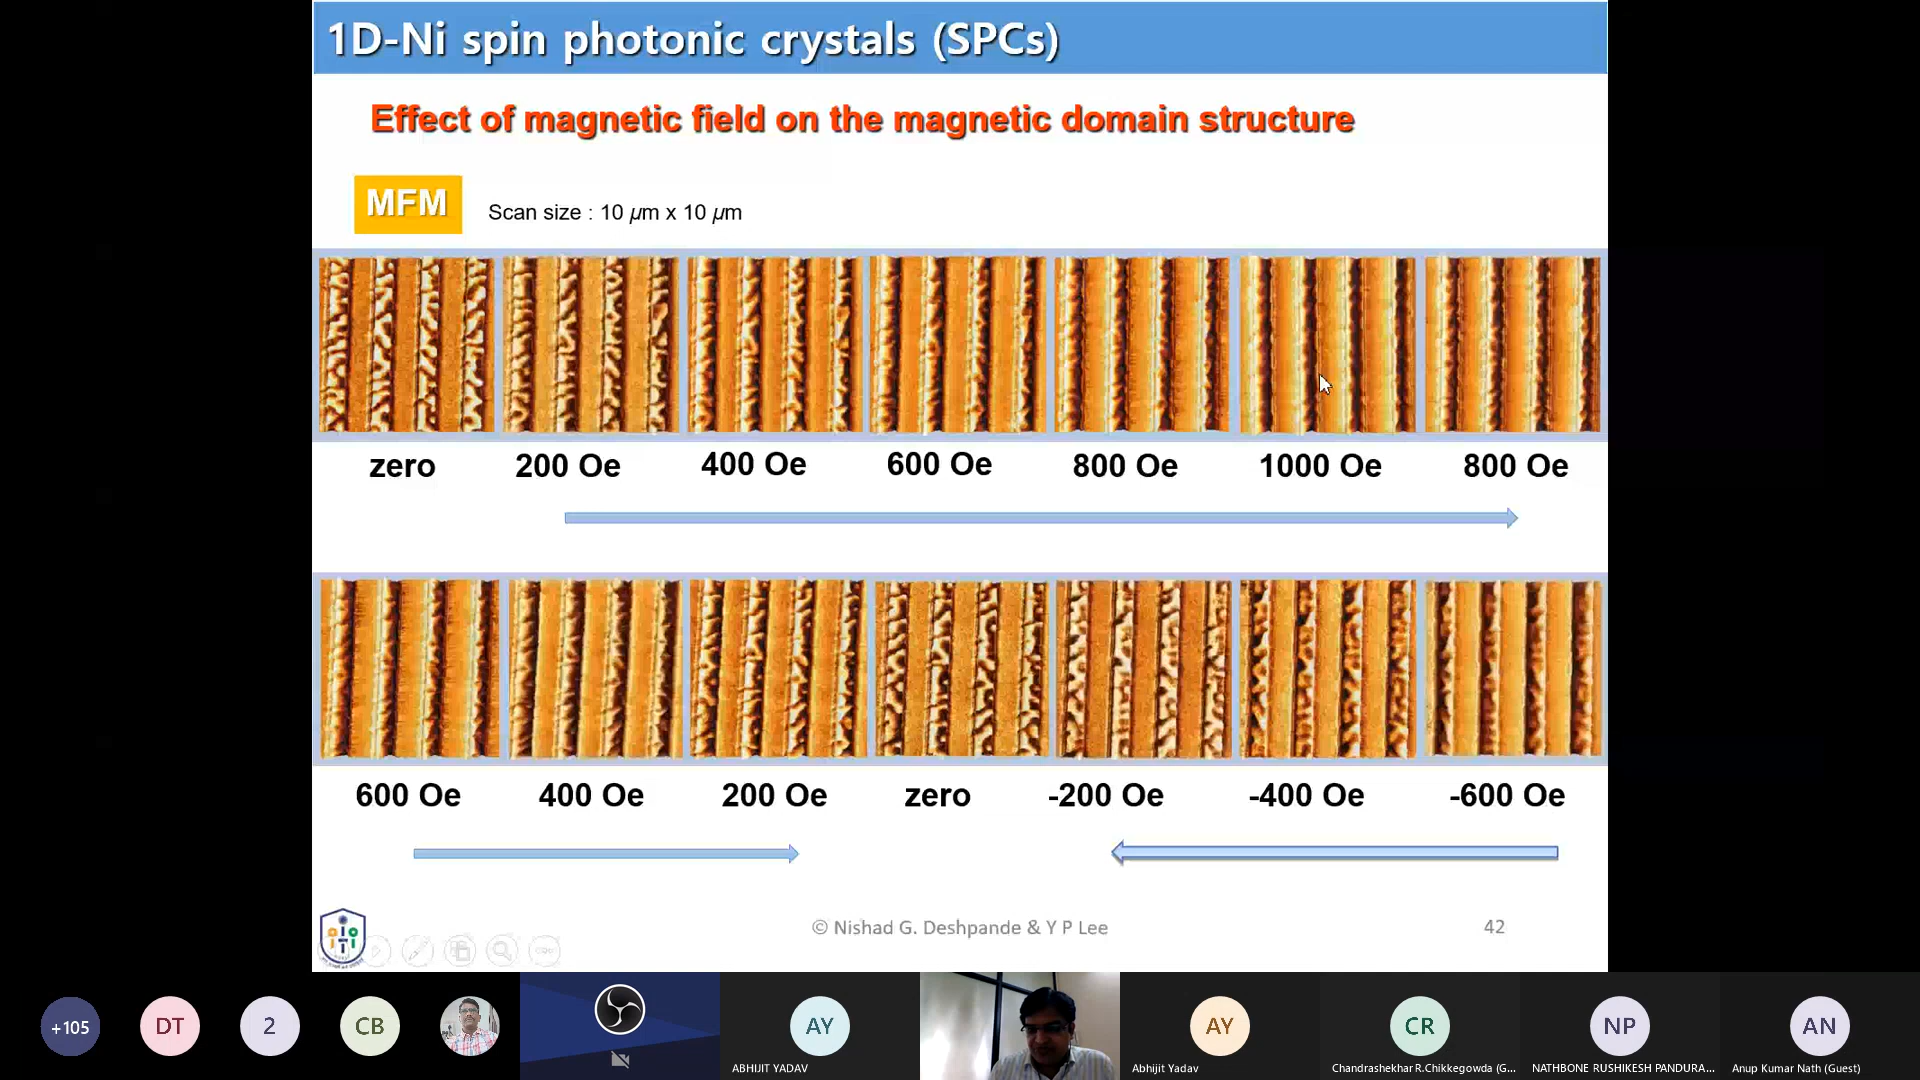 1D-Ni spin photonic crystals (SPCs)
Effect of magnetic field on the magnetic domain structure
MFM
Scan size : 10 µm x 10 µm
zero 200 Oe 400 Oe 600 Oe 800 Oe 1000 Oe 800 Oe
600 Oe 400 Oe 200 Oe zero -200 Oe -400 Oe -600 Oe
© Nishad G. Deshpande & Y P Lee
42
+105 DT 2 CB AY AY CR NP AN
ABHIJIT YADAV Abhijit Yadav Chandrashekhar R.Chikkegowda (G... NATHBONE RUSHIKESH PANDURA... Anup Kumar Nath (Guest)